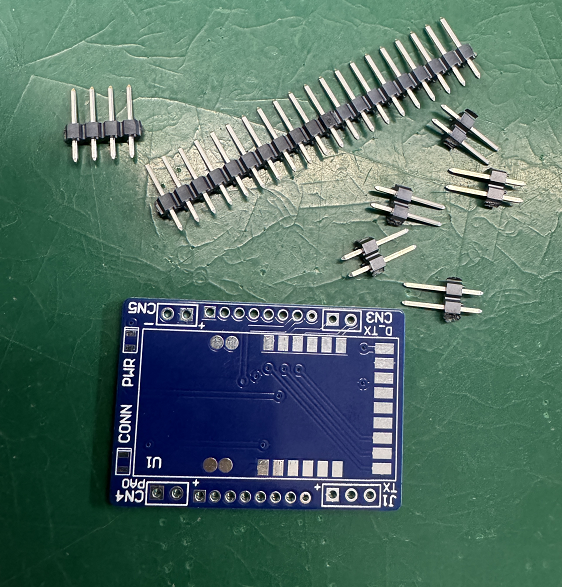 CN5
-
+
D_TX
CN3
PWR
CONN
U1
CN4
PA0
+
+
J1
TX